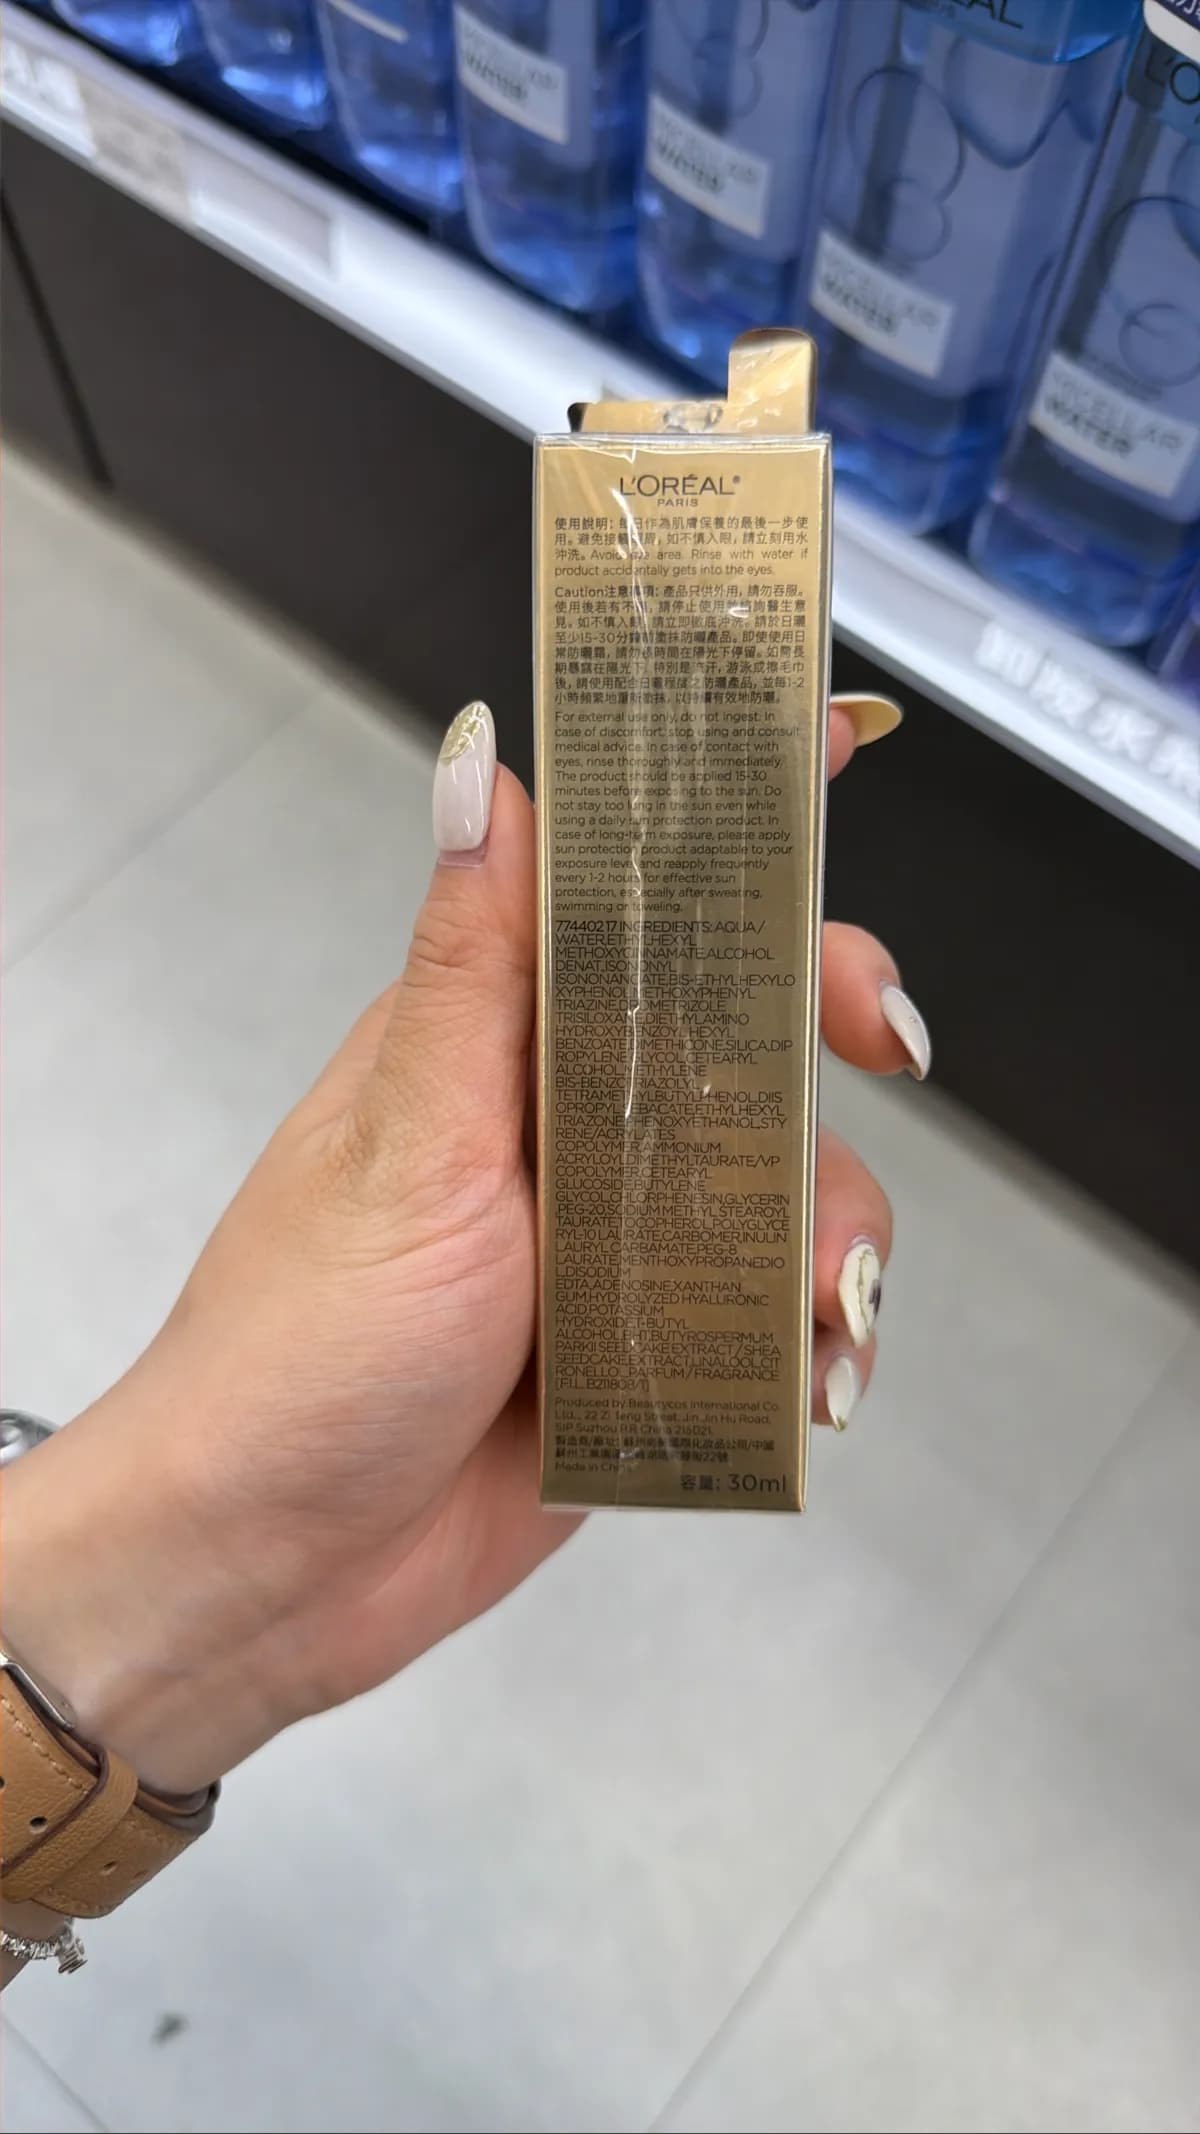 WATER
WATER
MICELLAR
WATER
MICELLAR
WATER
L'ORÉAL
PARIS
使用說明: 每日作為肌膚保養的最後一步使
用。避免接觸眼周, 如不慎入眼, 請立刻用水
沖洗。Avoid eye area. Rinse with water if
product accidentally gets into the eyes.
Caution注意事項: 產品只供外用, 請勿吞服。
使用後若有不適, 請停止使用並諮詢醫生意
見。如不慎入眼, 請立即徹底沖洗。請於日曬
至少15-30分鐘前塗抹防曬產品。即使使用日
常防曬霜, 請勿長時間在陽光下停留。如需長
期暴露在陽光下, 特別是流汗, 游泳或擦毛巾
後, 請使用配合日曬程度之防曬產品, 並每1-2
小時頻繁地重新塗抹, 以持續有效地防曬。
For external use only, do not ingest. In
case of discomfort, stop using and consult
medical advice. In case of contact with
eyes, rinse thoroughly and immediately.
The product should be applied 15-30
minutes before exposing to the sun. Do
not stay too long in the sun even while
using a daily sun protection product. In
case of long-term exposure, please apply
sun protection product adaptable to your
exposure level and reapply frequently
every 1-2 hours for effective sun
protection, especially after sweating,
swimming or toweling.
77440217 INGREDIENTS: AQUA/
WATER,ETHYLHEXYL
METHOXYCINNAMATE,ALCOHOL
DENAT.,ISONONYL
ISONONANOATE,BIS-ETHYLHEXYLO
XYPHENOL METHOXYPHENYL
TRIAZINE,DROMETRIZOLE
TRISILOXANE,DIETHYLAMINO
HYDROXYBENZOYL HEXYL
BENZOATE,DIMETHICONE,SILICA,DIP
ROPYLENE GLYCOL,CETEARYL
ALCOHOL,METHYLENE
BIS-BENZOTRIAZOLYL
TETRAMETHYLBUTYLPHENOL,DIIS
OPROPYL SEBACATE,ETHYLHEXYL
TRIAZONE,PHENOXYETHANOL,STY
RENE/ACRYLATES
COPOLYMER,AMMONIUM
ACRYLOYLDIMETHYLTAURATE/VP
COPOLYMER,CETEARYL
GLUCOSIDE,BUTYLENE
GLYCOL,CHLORPHENESIN,GLYCERIN
,PEG-20,SODIUM METHYL STEAROYL
TAURATE,TOCOPHEROL,POLYGLYCE
RYL-10 LAURATE,CARBOMER,INULIN
LAURYL CARBAMATE,PEG-8
LAURATE,MENTHOXYPROPANEDIO
L,DISODIUM
EDTA,ADENOSINE,XANTHAN
GUM,HYDROLYZED HYALURONIC
ACID,POTASSIUM
HYDROXIDE,T-BUTYL
ALCOHOL,BHT,BUTYROSPERMUM
PARKII SEEDCAKE EXTRACT / SHEA
SEEDCAKE EXTRACT,LINALOOL,CIT
RONELLOL,PARFUM / FRAGRANCE
[F.I.L. B211808/1]
Produced by Beautycos International Co.
Ltd., 22 Zi Teng Street, Jin Jin Hu Road,
SIP Suzhou P.R China 215021.
Made in China
容量: 30ml